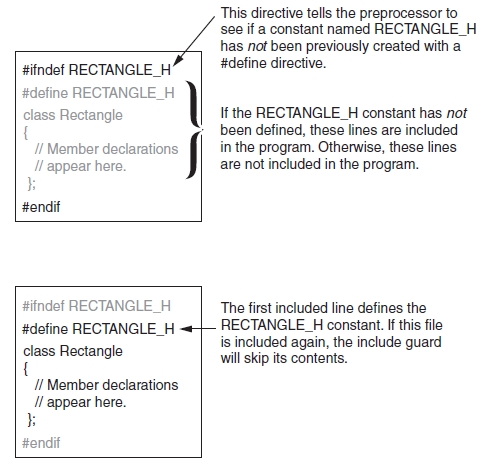 This directive tells the preprocessor to
see if a constant named RECTANGLE_H
has not been previously created with a
#define directive.
#ifndef RECTANGLE_H
#define RECTANGLE_H
class Rectangle
{
// Member declarations
// appear here.
};
#endif
If the RECTANGLE_H constant has not
been defined, these lines are included
in the program. Otherwise, these lines
are not included in the program.
#ifndef RECTANGLE_H
#define RECTANGLE_H
class Rectangle
{
// Member declarations
// appear here.
};
#endif
The first included line defines the
RECTANGLE_H constant. If this file
is included again, the include guard
will skip its contents.